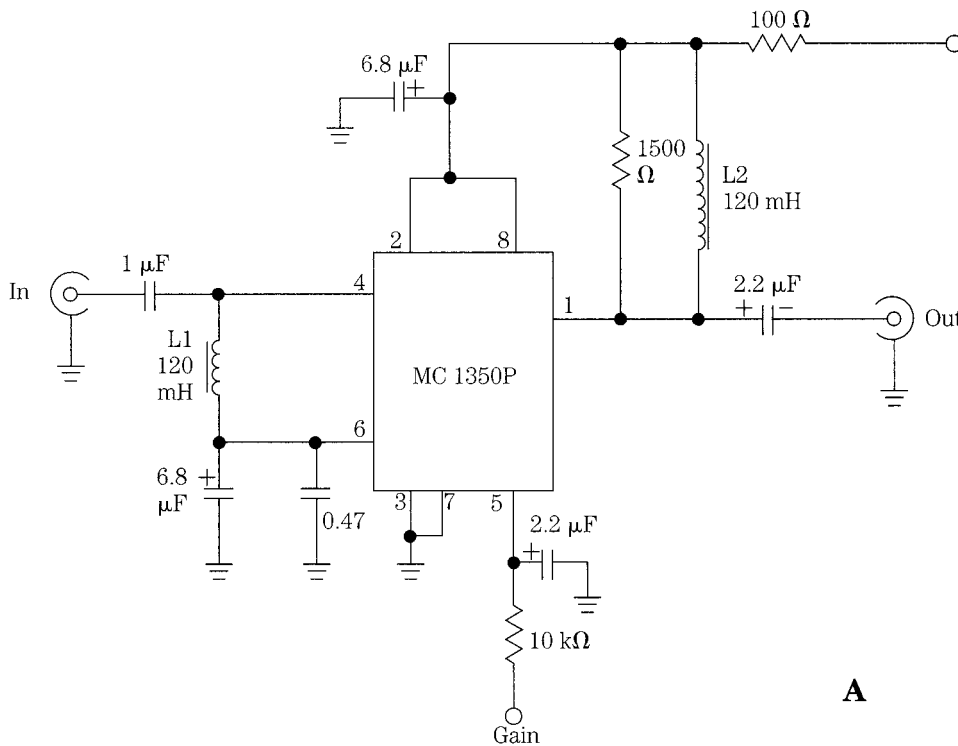 100 Ω
6.8 µF
+
1500
Ω
L2
120 mH
2
8
1 µF
4
2.2 µF
In
1
+
−
Out
L1
120
mH
MC 1350P
6
6.8
+
µF
3
7
5
0.47
2.2 µF
+
10 kΩ
A
Gain